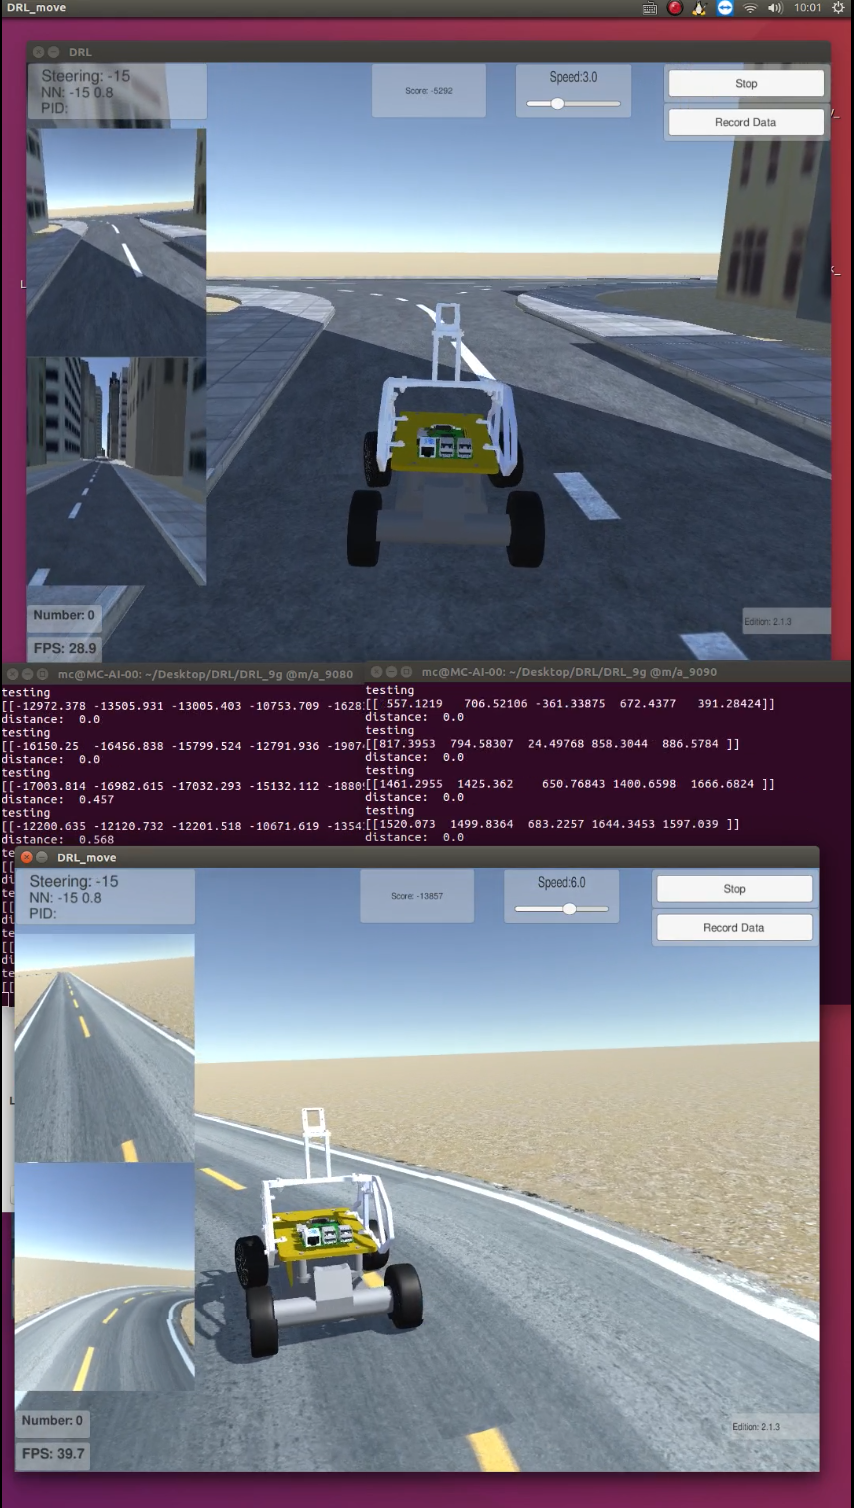 DRL_move
10:01
DRL
Steering: -15
NN: -15 0.8
PID:
Score: -5292
Speed:3.0
Stop
Record Data
Number: 0
FPS: 28.9
Edition: 2.1.3
mc@MC-AI-00: ~/Desktop/DRL/DRL_9g @m/a_9080
testing
[[-12972.378 -13505.931 -13005.403 -10753.709 -1628
distance:  0.0
testing
[[-16150.25  -16456.838 -15799.524 -12791.936 -1907
distance:  0.0
testing
[[-17003.814 -16982.615 -17032.293 -15132.112 -1880
distance:  0.457
testing
[[-12200.635 -12120.732 -12201.518 -10671.619 -1354
distance:  0.568
te
[[
di
te
[[
di
te
[[
di
te
[[
mc@MC-AI-00: ~/Desktop/DRL/DRL_9g @m/a_9090
testing
[[ 557.1219   706.52106 -361.33875  672.4377   391.28424]]
distance:  0.0
testing
[[817.3953  794.58307  24.49768 858.3044  886.5784 ]]
distance:  0.0
testing
[[1461.2955  1425.362    650.76843 1400.6598  1666.6824 ]]
distance:  0.0
testing
[[1520.073  1499.8364  683.2257 1644.3453 1597.039 ]]
distance:  0.0
DRL_move
Steering: -15
NN: -15 0.8
PID:
Score: -13857
Speed:6.0
Stop
Record Data
Number: 0
FPS: 39.7
Edition: 2.1.3